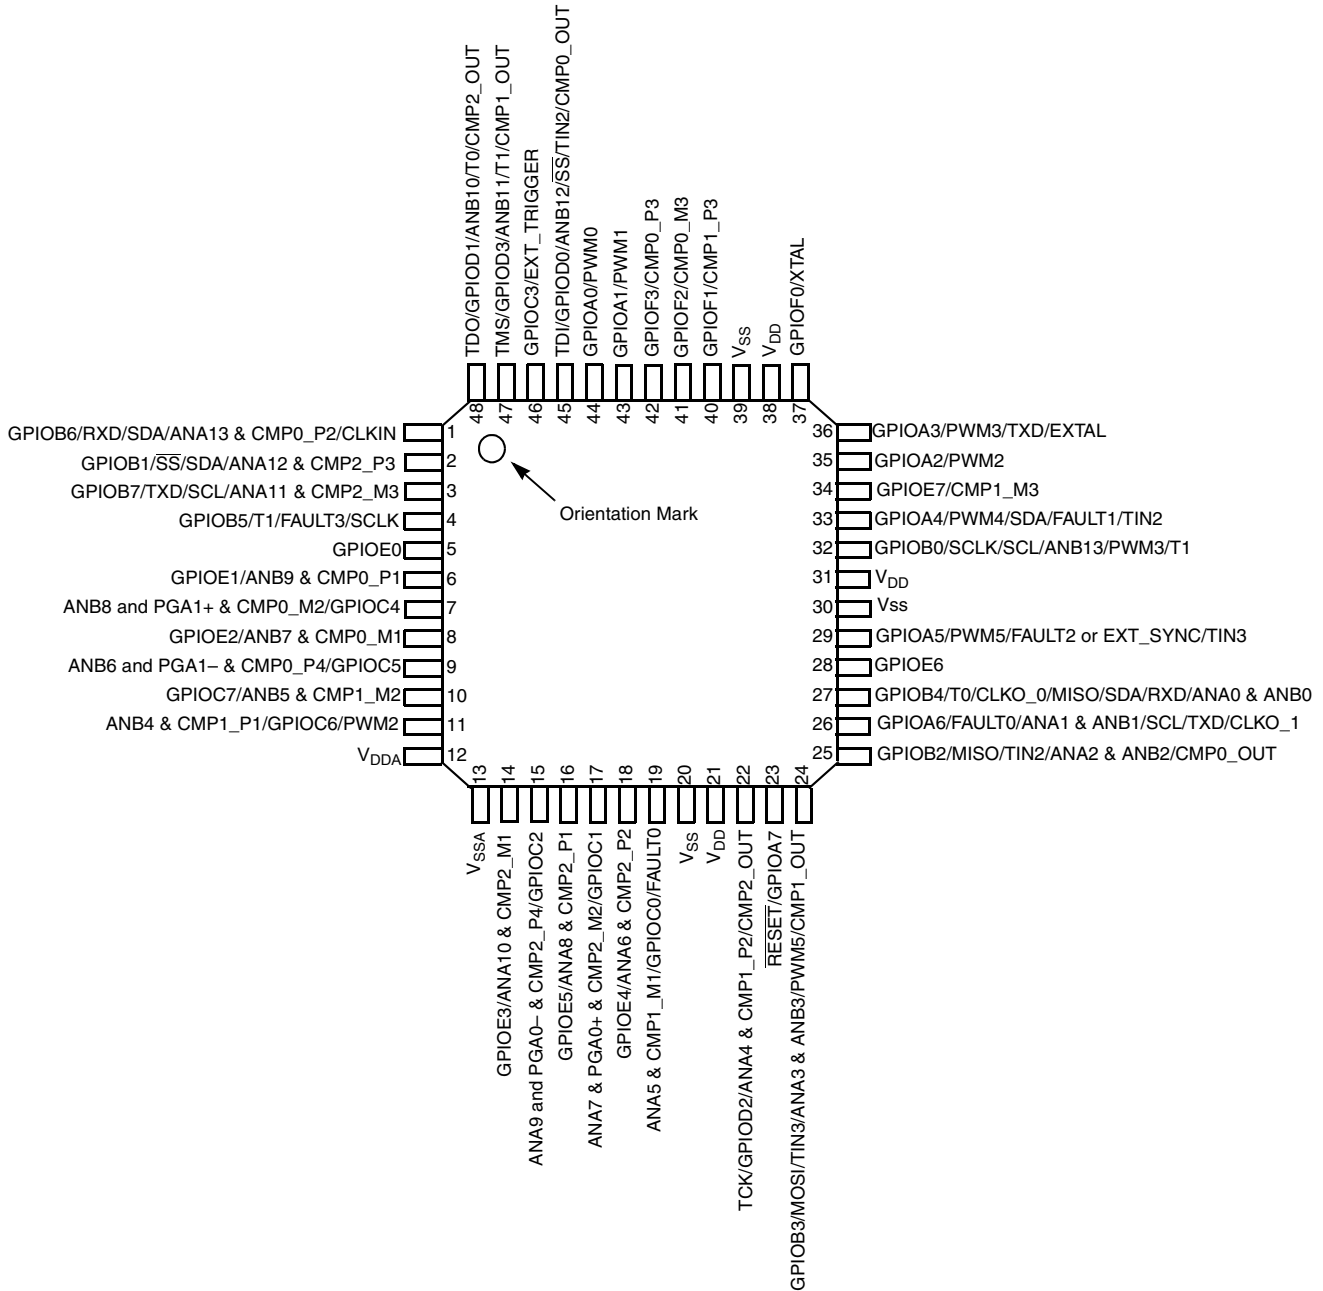 TDO/GPIOD1/ANB10/T0/CMP2_OUT
TMS/GPIOD3/ANB11/T1/CMP1_OUT
GPIOC3/EXT_TRIGGER
TDI/GPIOD0/ANB12/S̅S̅/TIN2/CMP0_OUT
GPIOA0/PWM0
GPIOA1/PWM1
GPIOF3/CMP0_P3
GPIOF2/CMP0_M3
GPIOF1/CMP1_P3
VSS
VDD
GPIOF0/XTAL
48 47 46 45 44 43 42 41 40 39 38 37
GPIOB6/RXD/SDA/ANA13 & CMP0_P2/CLKIN 1
GPIOB1/S̅S̅/SDA/ANA12 & CMP2_P3 2
GPIOB7/TXD/SCL/ANA11 & CMP2_M3 3
GPIOB5/T1/FAULT3/SCLK 4
GPIOE0 5
GPIOE1/ANB9 & CMP0_P1 6
ANB8 and PGA1+ & CMP0_M2/GPIOC4 7
GPIOE2/ANB7 & CMP0_M1 8
ANB6 and PGA1– & CMP0_P4/GPIOC5 9
GPIOC7/ANB5 & CMP1_M2 10
ANB4 & CMP1_P1/GPIOC6/PWM2 11
VDDA 12
Orientation Mark
36 GPIOA3/PWM3/TXD/EXTAL
35 GPIOA2/PWM2
34 GPIOE7/CMP1_M3
33 GPIOA4/PWM4/SDA/FAULT1/TIN2
32 GPIOB0/SCLK/SCL/ANB13/PWM3/T1
31 VDD
30 Vss
29 GPIOA5/PWM5/FAULT2 or EXT_SYNC/TIN3
28 GPIOE6
27 GPIOB4/T0/CLKO_0/MISO/SDA/RXD/ANA0 & ANB0
26 GPIOA6/FAULT0/ANA1 & ANB1/SCL/TXD/CLKO_1
25 GPIOB2/MISO/TIN2/ANA2 & ANB2/CMP0_OUT
13 14 15 16 17 18 19 20 21 22 23 24
VSSA
GPIOE3/ANA10 & CMP2_M1
ANA9 and PGA0– & CMP2_P4/GPIOC2
GPIOE5/ANA8 & CMP2_P1
ANA7 & PGA0+ & CMP2_M2/GPIOC1
GPIOE4/ANA6 & CMP2_P2
ANA5 & CMP1_M1/GPIOC0/FAULT0
VSS
VDD
TCK/GPIOD2/ANA4 & CMP1_P2/CMP2_OUT
R̅E̅S̅E̅T̅/GPIOA7
GPIOB3/MOSI/TIN3/ANA3 & ANB3/PWM5/CMP1_OUT